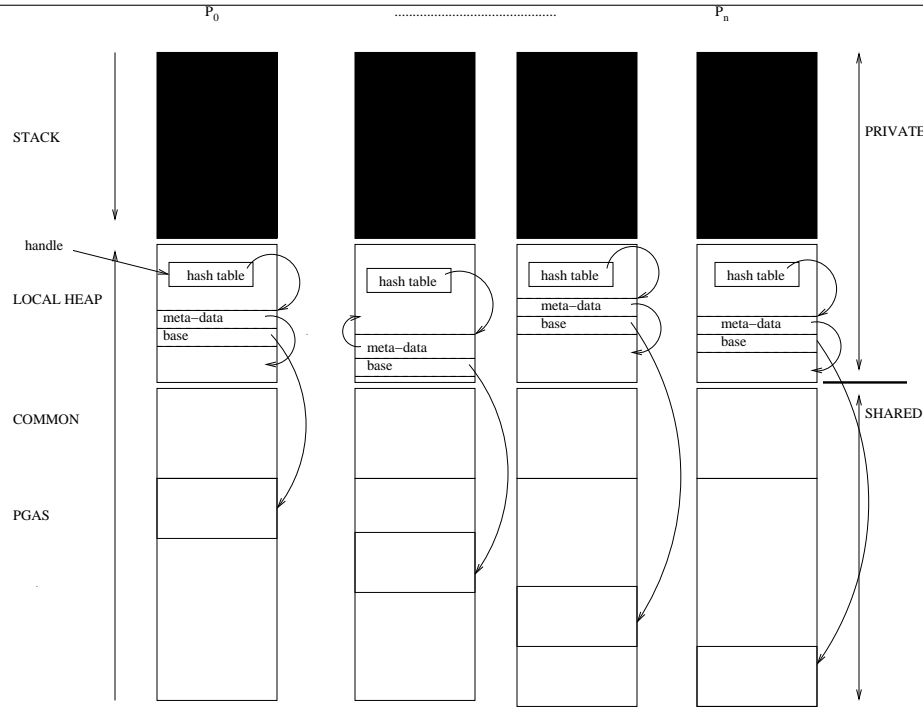 P0 ........................................................ Pn
STACK
PRIVATE
handle
hash table hash table hash table hash table
LOCAL HEAP
meta−data
base
meta−data
base
meta−data
base
meta−data
base
COMMON
SHARED
PGAS